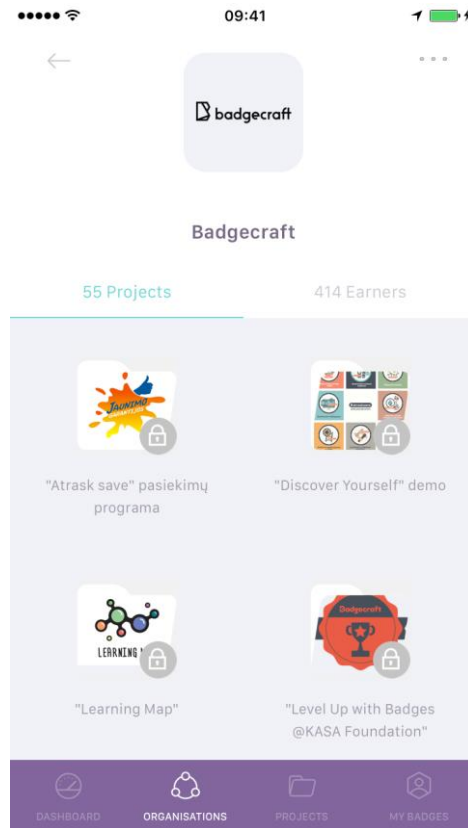 09:41
badgecraft
Badgecraft
55 Projects
414 Earners
JAUNIMO
"Atrask save" pasiekimų
programa
"Discover Yourself" demo
LEARNING
Badgecraft
"Learning Map"
"Level Up with Badges
@KASA Foundation"
DASHBOARD
ORGANISATIONS
PROJECTS
MY BADGES